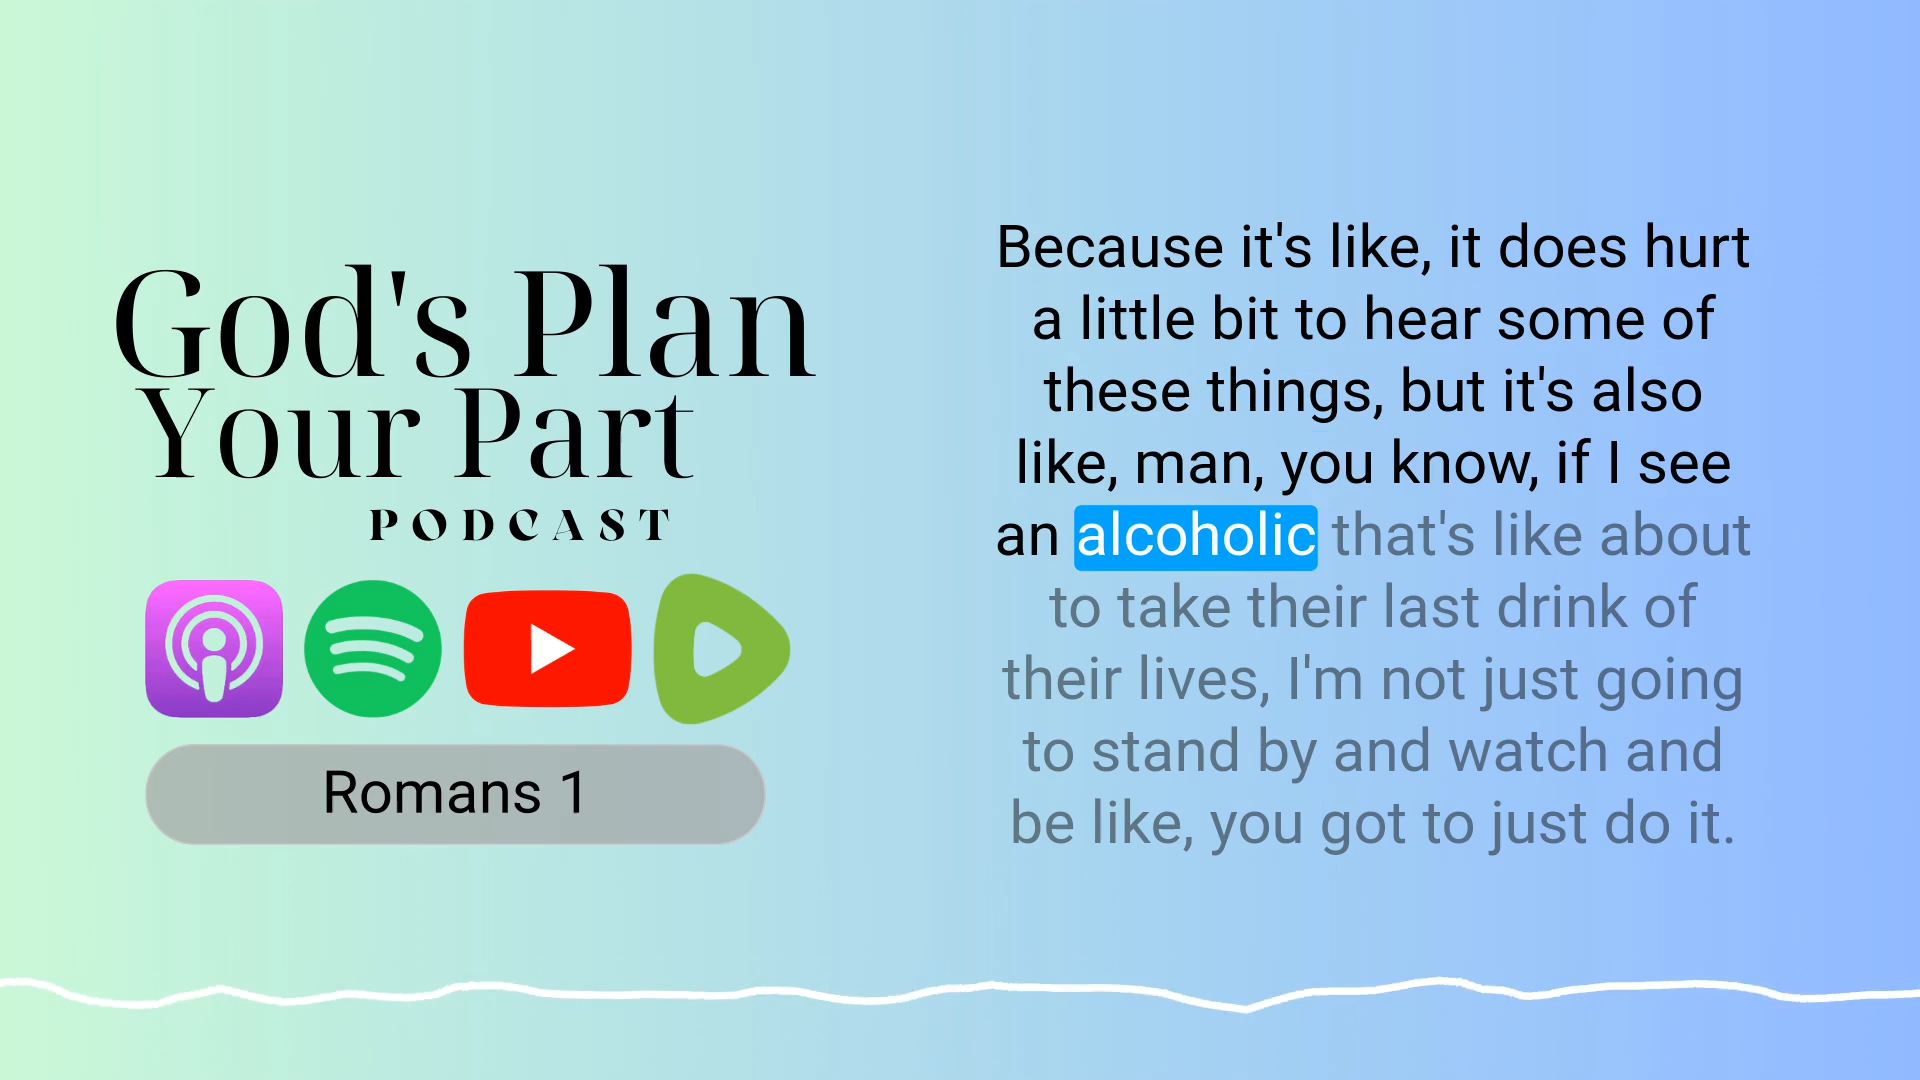 God's Plan
Your Part
PODCAST
Romans 1
Because it's like, it does hurt
a little bit to hear some of
these things, but it's also
like, man, you know, if I see
an alcoholic that's like about
to take their last drink of
their lives, I'm not just going
to stand by and watch and
be like, you got to just do it.